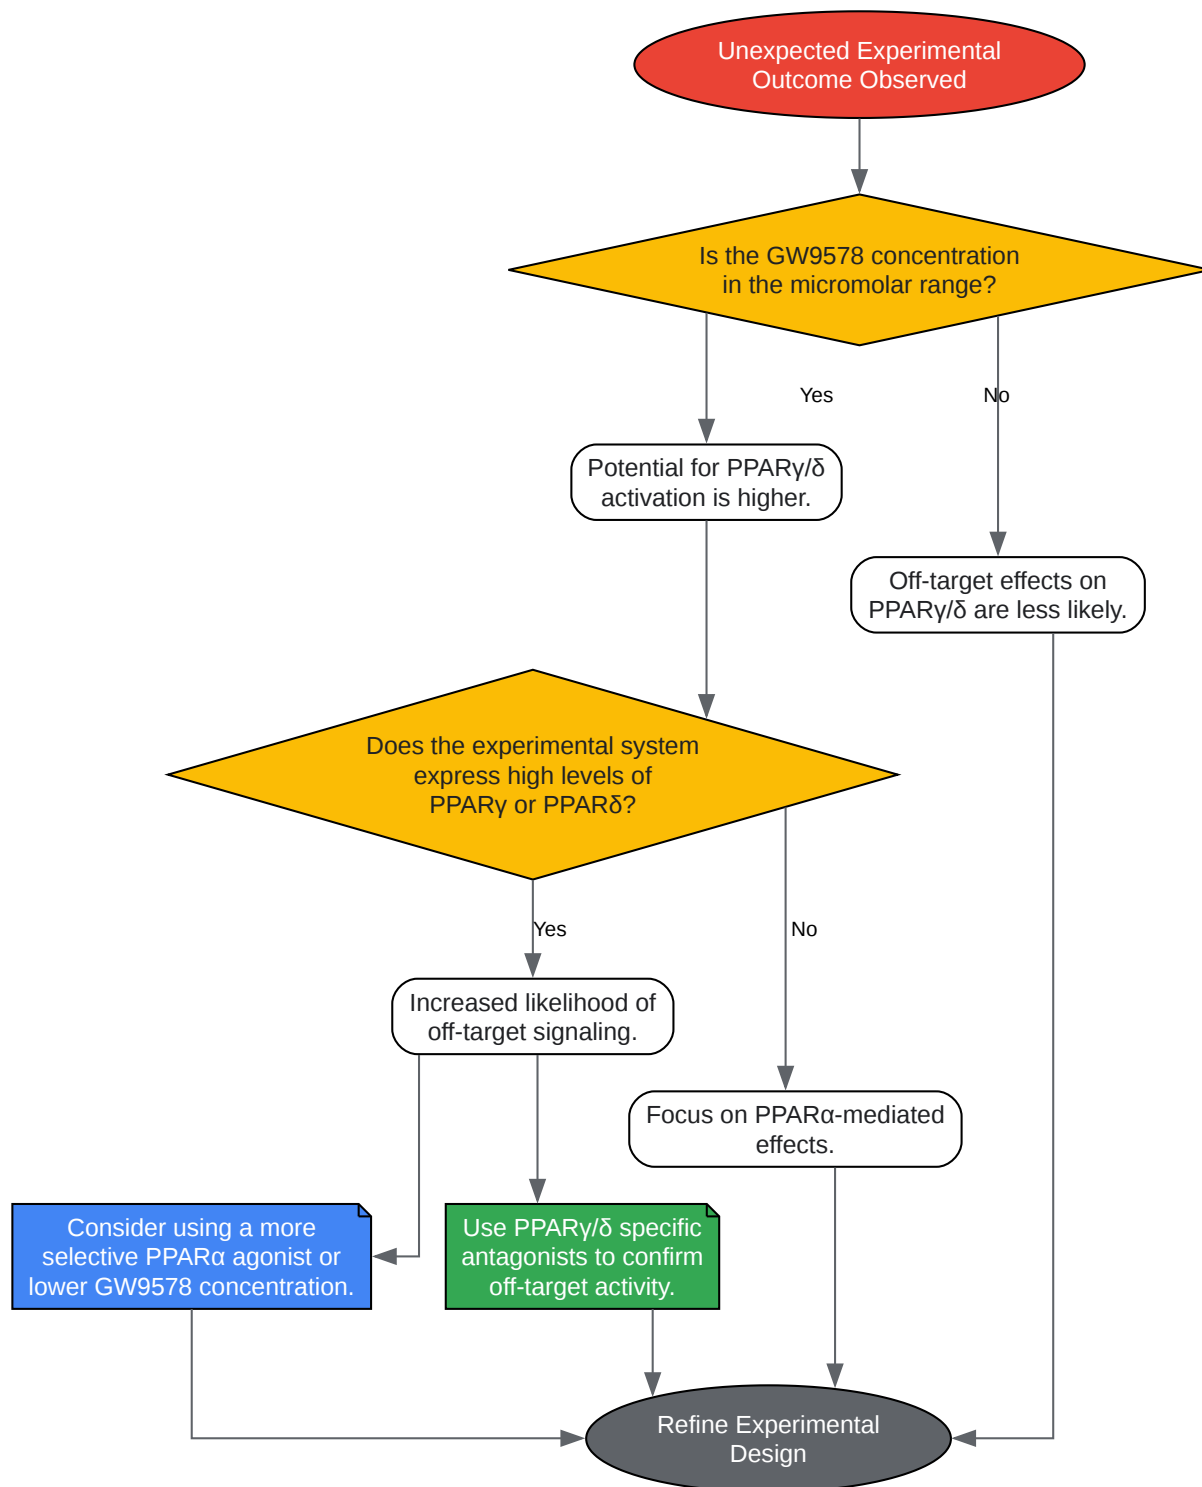 Unexpected Experimental
Outcome Observed
Is the GW9578 concentration
in the micromolar range?
Yes
No
Potential for PPARγ/δ
activation is higher.
Off-target effects on
PPARγ/δ are less likely.
Does the experimental system
express high levels of
PPARγ or PPARδ?
Yes
No
Increased likelihood of
off-target signaling.
Focus on PPARα-mediated
effects.
Consider using a more
selective PPARα agonist or
lower GW9578 concentration.
Use PPARγ/δ specific
antagonists to confirm
off-target activity.
Refine Experimental
Design